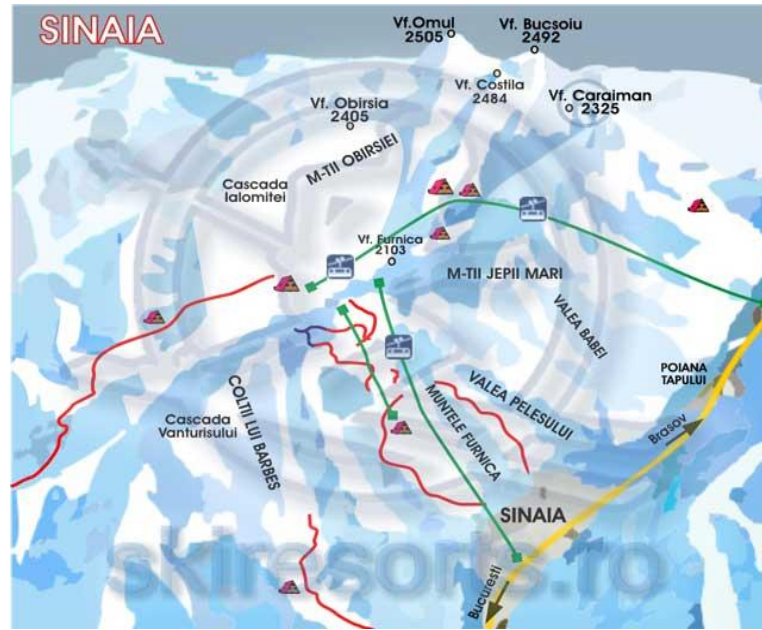 SINAIA
Vf.Omul
2505
Vf. Bucsoiu
2492
Vf. Costila
2484
Vf. Caraiman
2325
Vf. Obirsia
2405
M-TII OBIRSIEI
Cascada
Ialomitei
Vf. Furnica
2103
M-TII JEPII MARI
VALEA BABEI
POIANA
TAPULUI
VALEA PELESULUI
MUNTELE FURNICA
COLTII LUI BARBES
Cascada
Vanturisului
Brasov
SINAIA
skiresorts.ro
Bucuresti